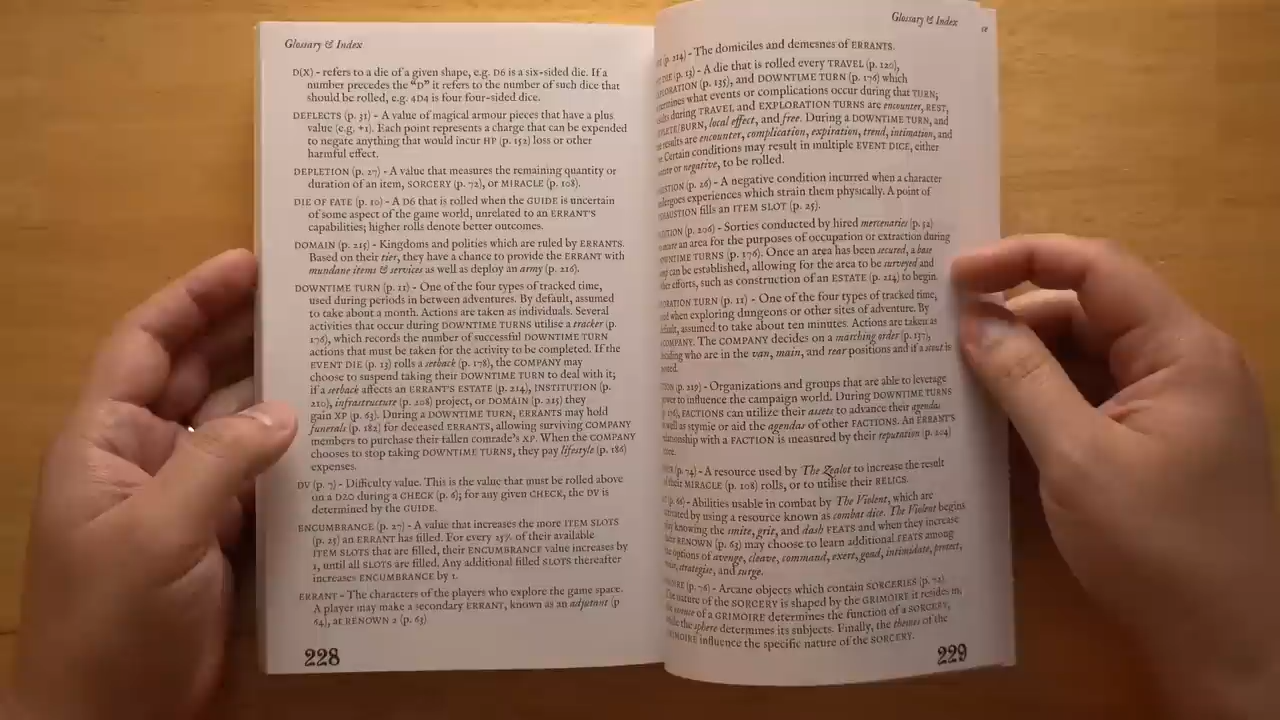 Glossary & Index
D(X) - refers to a die of a given shape, e.g. D6 is a six-sided die. If a
number precedes the "D" it refers to the number of such dice that
should be rolled, e.g. 4D4 is four four-sided dice.
DEFLECTS (p. 31) - A value of magical armour pieces that have a plus
value (e.g. +1). Each point represents a charge that can be expended
to negate anything that would incur HP (p. 152) loss or other
harmful effect.
DEPLETION (p. 27) - A value that measures the remaining quantity or
duration of an item, SORCERY (p. 72), or MIRACLE (p. 108).
DIE OF FATE (p. 10) - A D6 that is rolled when the GUIDE is uncertain
of some aspect of the game world, unrelated to an ERRANT'S
capabilities; higher rolls denote better outcomes.
DOMAIN (p. 215) - Kingdoms and polities which are ruled by ERRANTS.
Based on their tier, they have a chance to provide the ERRANT with
mundane items & services as well as deploy an army (p. 216).
DOWNTIME TURN (p. 11) - One of the four types of tracked time,
used during periods in between adventures. By default, assumed
to take about a month. Actions are taken as individuals. Several
activities that occur during DOWNTIME TURNS utilise a tracker (p.
176), which records the number of successful DOWNTIME TURN
actions that must be taken for the activity to be completed. If the
EVENT DIE (p. 13) rolls a setback (p. 178), the COMPANY may
choose to suspend taking their DOWNTIME TURN to deal with it;
if a setback affects an ERRANT'S ESTATE (p. 214), INSTITUTION (p.
210), infrastructure (p. 208) project, or DOMAIN (p. 215) they
gain XP (p. 63). During a DOWNTIME TURN, ERRANTS may hold
funerals (p. 182) for deceased ERRANTS, allowing surviving COMPANY
members to purchase their fallen comrade's XP. When the COMPANY
chooses to stop taking DOWNTIME TURNS, they pay lifestyle (p. 186)
expenses.
DV (p. 7) - Difficulty value. This is the value that must be rolled above
on a D20 during a CHECK (p. 6); for any given CHECK, the DV is
determined by the GUIDE.
ENCUMBRANCE (p. 27) - A value that increases the more ITEM SLOTS
(p. 25) an ERRANT has filled. For every 25% of their available
ITEM SLOTS that are filled, their ENCUMBRANCE value increases by
1, until all SLOTS are filled. Any additional filled SLOTS thereafter
increases ENCUMBRANCE by 1.
ERRANT - The characters of the players who explore the game space.
A player may make a secondary ERRANT, known as an adjutant (p
64), at RENOWN 2 (p. 63)
228
Glossary & Index
(p. 214) - The domiciles and demesnes of ERRANTS.
DIE (p. 13) - A die that is rolled every TRAVEL (p. 120),
(p. 135), and DOWNTIME TURN (p. 176) which
what events or complications occur during that TURN;
during TRAVEL and EXPLORATION TURNS are encounter, REST,
local effect, and free. During a DOWNTIME TURN, and
results are encounter, complication, expiration, trend, intimation, and
Certain conditions may result in multiple EVENT DICE, either
or negative, to be rolled.
(p. 26) - A negative condition incurred when a character
experiences which strain them physically. A point of
fills an ITEM SLOT (p. 25).
(p. 206) - Sorties conducted by hired mercenaries (p. 52)
an area for the purposes of occupation or extraction during
TURNS (p. 176). Once an area has been secured, a base
can be established, allowing for the area to be surveyed and
efforts, such as construction of an ESTATE (p. 214) to begin.
TURN (p. 11) - One of the four types of tracked time,
when exploring dungeons or other sites of adventure. By
assumed to take about ten minutes. Actions are taken as
COMPANY. The COMPANY decides on a marching order (p. 137),
who are in the van, main, and rear positions and if a scout is
(p. 219) - Organizations and groups that are able to leverage
to influence the campaign world. During DOWNTIME TURNS
FACTIONS can utilize their assets to advance their agendas
well as stymie or aid the agendas of other FACTIONS. An ERRANT'S
with a FACTION is measured by their reputation (p. 204)
(p. 74) - A resource used by The Zealot to increase the result
of their MIRACLE (p. 108) rolls, or to utilise their RELICS.
(p. 66) - Abilities usable in combat by The Violent, which are
by using a resource known as combat dice. The Violent begins
knowing the smite, grit, and dash FEATS and when they increase
their RENOWN (p. 63) may choose to learn additional FEATS among
options of avenge, cleave, command, exert, goad, intimidate, protect,
strategise, and surge.
(p. 76) - Arcane objects which contain SORCERIES (p. 72).
The nature of the SORCERY is shaped by the GRIMOIRE it resides in;
of a GRIMOIRE determines the function of a SORCERY,
the sphere determines its subjects. Finally, the themes of the
GRIMOIRE influence the specific nature of the SORCERY.
229